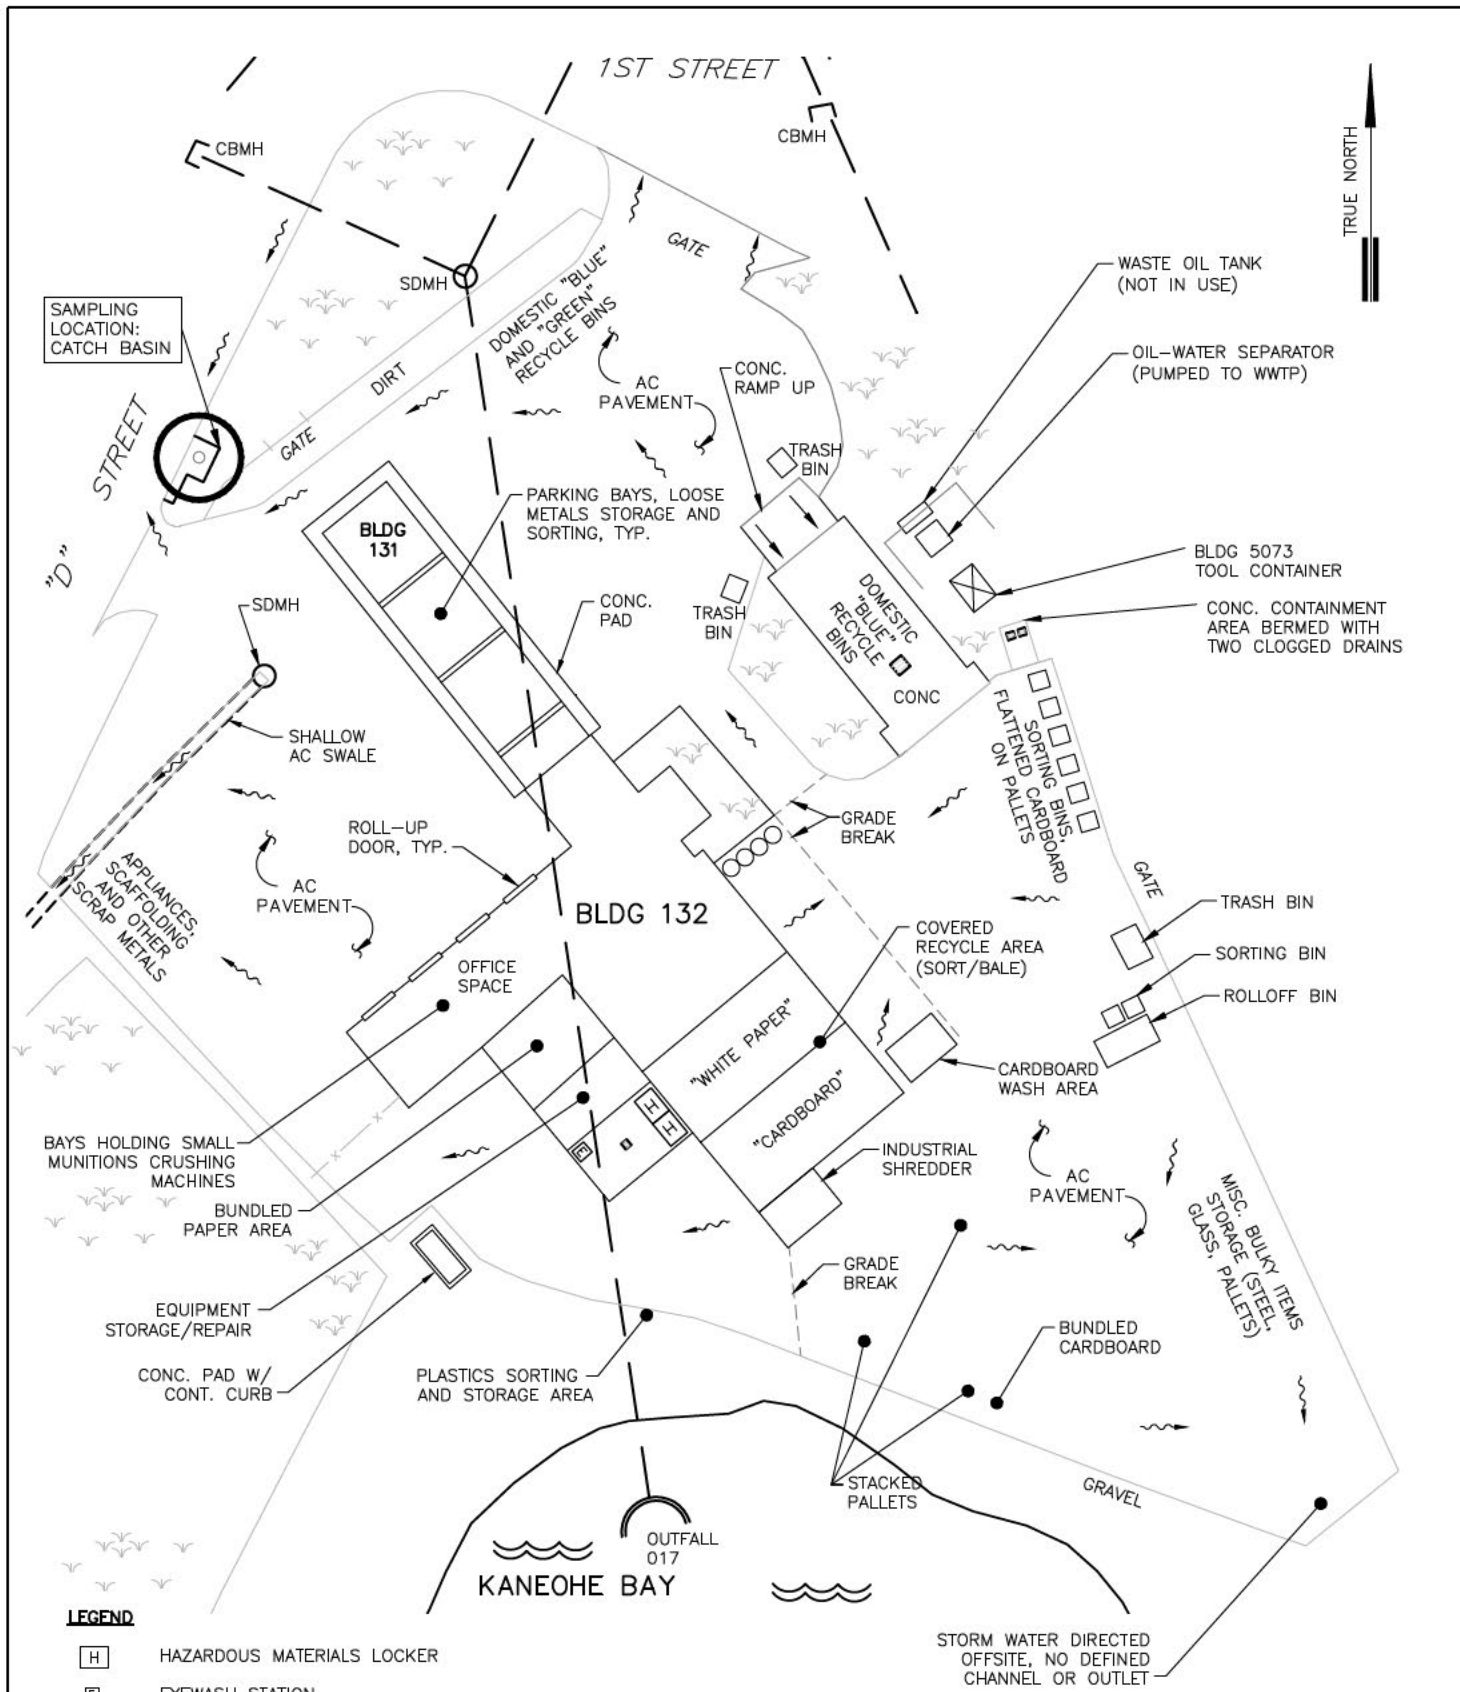 1ST STREET
CBMH
CBMH
TRUE NORTH
GATE
SDMH
WASTE OIL TANK
(NOT IN USE)
SAMPLING
LOCATION:
CATCH BASIN
DOMESTIC "BLUE"
AND "GREEN"
RECYCLE BINS
DIRT
OIL-WATER SEPARATOR
(PUMPED TO WWTP)
CONC.
RAMP UP
AC
PAVEMENT
"D" STREET
GATE
TRASH
BIN
PARKING BAYS, LOOSE
METALS STORAGE AND
SORTING, TYP.
BLDG
131
BLDG 5073
TOOL CONTAINER
DOMESTIC
"BLUE"
RECYCLE
BINS
CONC
TRASH
BIN
CONC.
PAD
SDMH
CONC. CONTAINMENT
AREA BERMED WITH
TWO CLOGGED DRAINS
SHALLOW
AC SWALE
SORTING BINS,
FLATTENED CARDBOARD
ON PALLETS
GRADE
BREAK
ROLL-UP
DOOR, TYP.
APPLIANCES,
SCAFFOLDING
AND OTHER
SCRAP METALS
AC
PAVEMENT
GATE
BLDG 132
TRASH BIN
COVERED
RECYCLE AREA
(SORT/BALE)
SORTING BIN
OFFICE
SPACE
ROLLOFF BIN
"WHITE PAPER"
"CARDBOARD"
CARDBOARD
WASH AREA
H
H
E
BAYS HOLDING SMALL
MUNITIONS CRUSHING
MACHINES
INDUSTRIAL
SHREDDER
AC
PAVEMENT
BUNDLED
PAPER AREA
MISC. BULKY ITEMS
STORAGE (STEEL,
GLASS, PALLETS)
GRADE
BREAK
EQUIPMENT
STORAGE/REPAIR
BUNDLED
CARDBOARD
CONC. PAD W/
CONT. CURB
PLASTICS SORTING
AND STORAGE AREA
STACKED
PALLETS
GRAVEL
OUTFALL
017
KANEOHE BAY
STORM WATER DIRECTED
OFFSITE, NO DEFINED
CHANNEL OR OUTLET
LEGEND
H HAZARDOUS MATERIALS LOCKER
E EYEWASH STATION